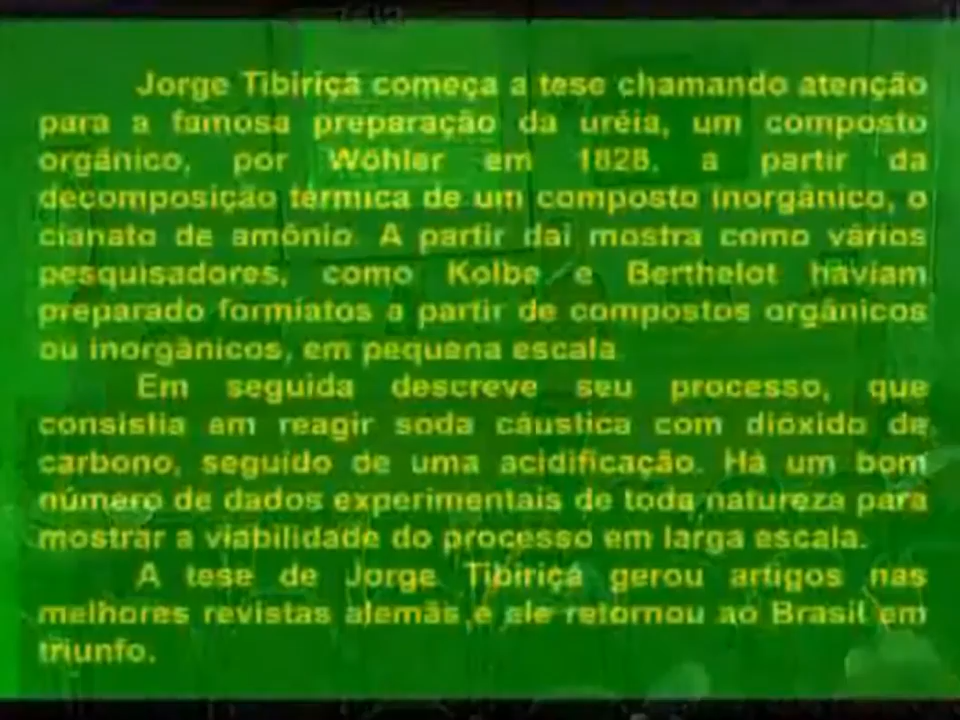 Jorge Tibiriçá começa a tese chamando atenção
para a famosa preparação da uréia, um composto
orgânico, por Wöhler em 1828, a partir da
decomposição térmica de um composto inorgânico, o
cianato de amônio. A partir daí mostra como vários
pesquisadores, como Kolbe e Berthelot haviam
preparado formiatos a partir de compostos orgânicos
ou inorgânicos, em pequena escala.
Em seguida descreve seu processo, que
consistia em reagir soda cáustica com dióxido de
carbono, seguido de uma acidificação. Há um bom
número de dados experimentais de toda natureza para
mostrar a viabilidade do processo em larga escala.
A tese de Jorge Tibiriçá gerou artigos nas
melhores revistas alemãs e ele retornou ao Brasil em
triunfo.